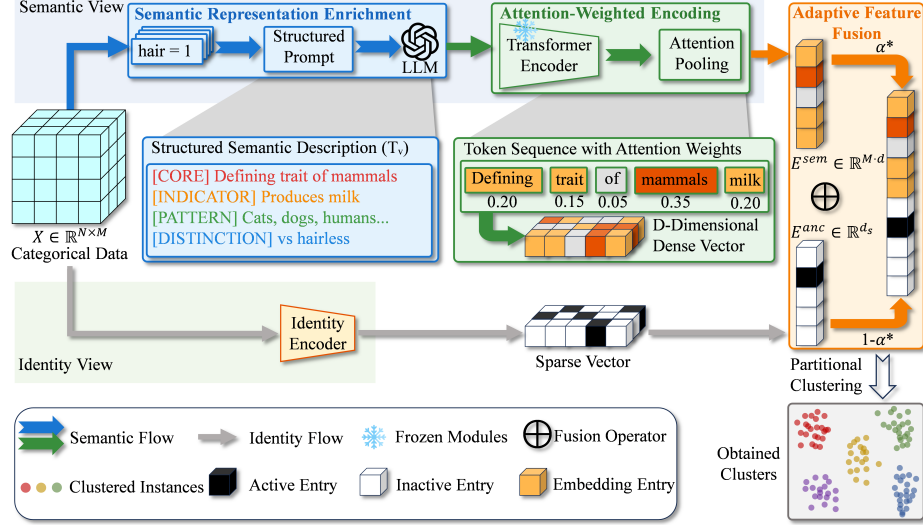 Semantic View
Semantic Representation Enrichment
hair = 1
Structured
Prompt
LLM
Attention-Weighted Encoding
Transformer
Encoder
Attention
Pooling
Adaptive Feature
Fusion
α*
X ∈ ℝ^{N×M}
Categorical Data
Structured Semantic Description (T_v)
[CORE] Defining trait of mammals
[INDICATOR] Produces milk
[PATTERN] Cats, dogs, humans...
[DISTINCTION] vs hairless
Token Sequence with Attention Weights
Defining trait of mammals milk
0.20 0.15 0.05 0.35 0.20
D-Dimensional
Dense Vector
E^{sem} ∈ ℝ^{M·d}
E^{anc} ∈ ℝ^{d_s}
1-α*
Identity View
Identity
Encoder
Sparse Vector
Partitional
Clustering
Obtained
Clusters
Semantic Flow
Identity Flow
Frozen Modules
Fusion Operator
Clustered Instances
Active Entry
Inactive Entry
Embedding Entry